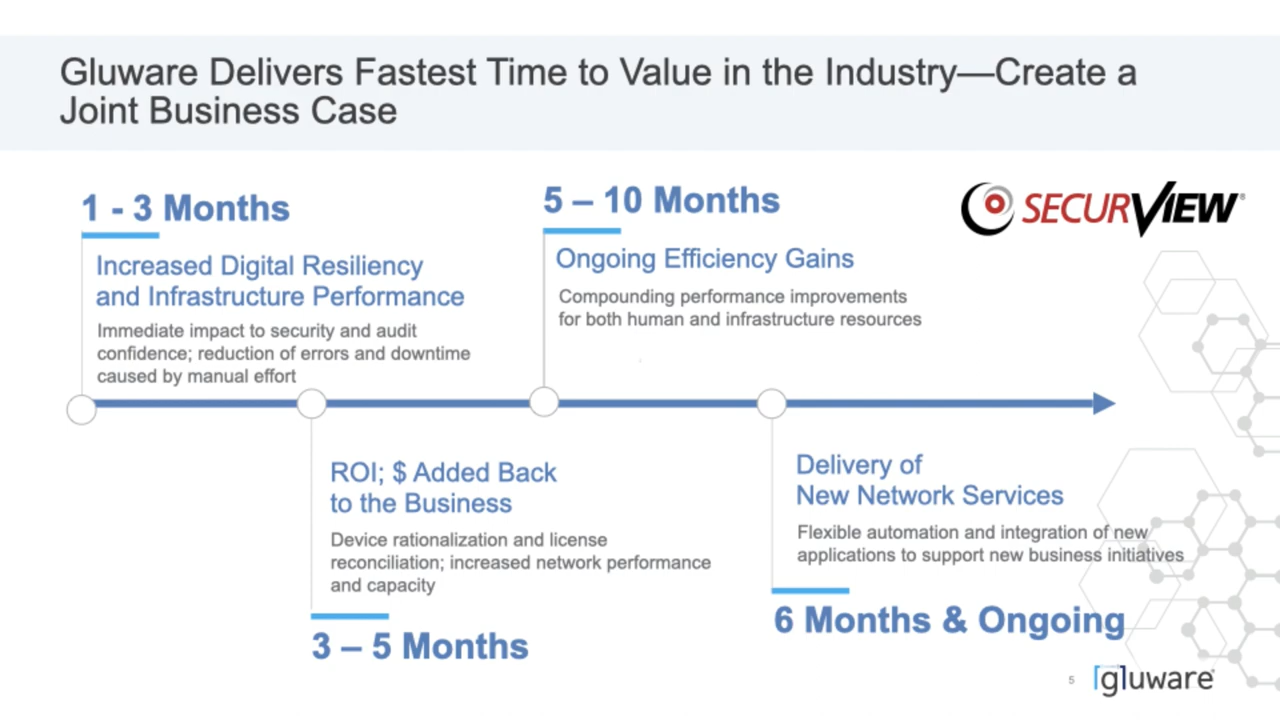 Gluware Delivers Fastest Time to Value in the Industry—Create a
Joint Business Case
1 - 3 Months
Increased Digital Resiliency
and Infrastructure Performance
Immediate impact to security and audit
confidence; reduction of errors and downtime
caused by manual effort
5 – 10 Months
Ongoing Efficiency Gains
Compounding performance improvements
for both human and infrastructure resources
SECURVIEW®
ROI; $ Added Back
to the Business
Device rationalization and license
reconciliation; increased network performance
and capacity
3 – 5 Months
Delivery of
New Network Services
Flexible automation and integration of new
applications to support new business initiatives
6 Months & Ongoing
5
[g]luware